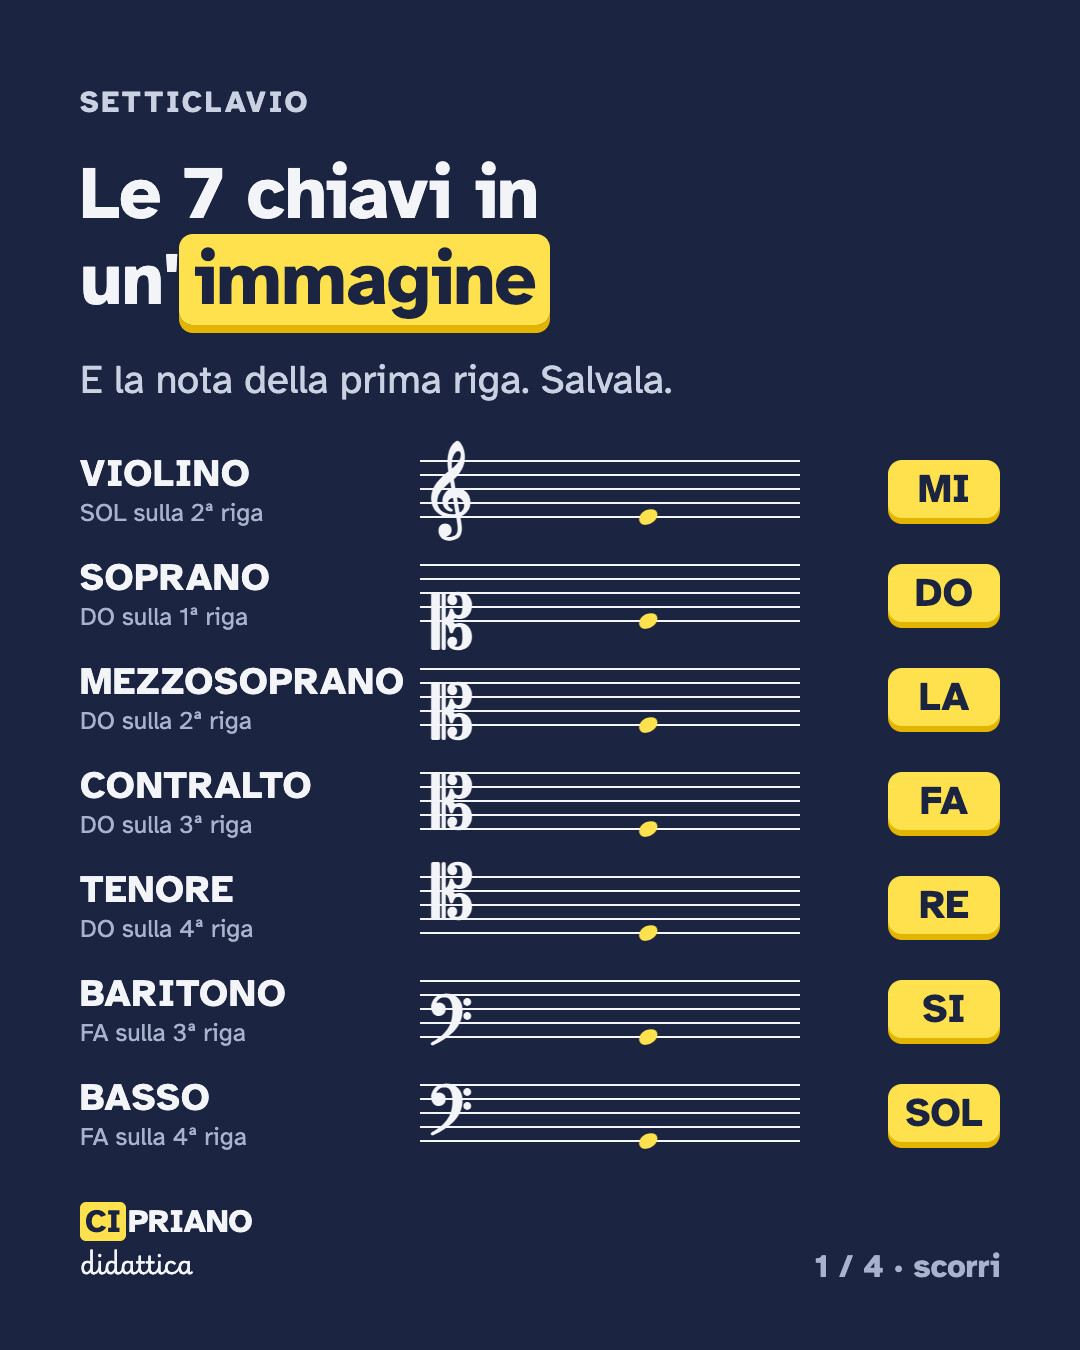 SETTICLAVIO
Le 7 chiavi in
un'immagine
E la nota della prima riga. Salvala.
VIOLINO
SOL sulla 2ª riga
MI
SOPRANO
DO sulla 1ª riga
DO
MEZZOSOPRANO
DO sulla 2ª riga
LA
CONTRALTO
DO sulla 3ª riga
FA
TENORE
DO sulla 4ª riga
RE
BARITONO
FA sulla 3ª riga
SI
BASSO
FA sulla 4ª riga
SOL
CIPRIANO
didattica
1 / 4 · scorri